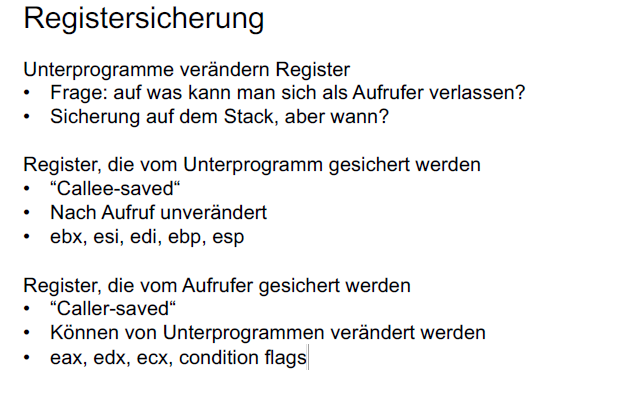 Registersicherung
Unterprogramme verändern Register
• Frage: auf was kann man sich als Aufrufer verlassen?
• Sicherung auf dem Stack, aber wann?
Register, die vom Unterprogramm gesichert werden
• “Callee-saved“
• Nach Aufruf unverändert
• ebx, esi, edi, ebp, esp
Register, die vom Aufrufer gesichert werden
• “Caller-saved“
• Können von Unterprogrammen verändert werden
• eax, edx, ecx, condition flags